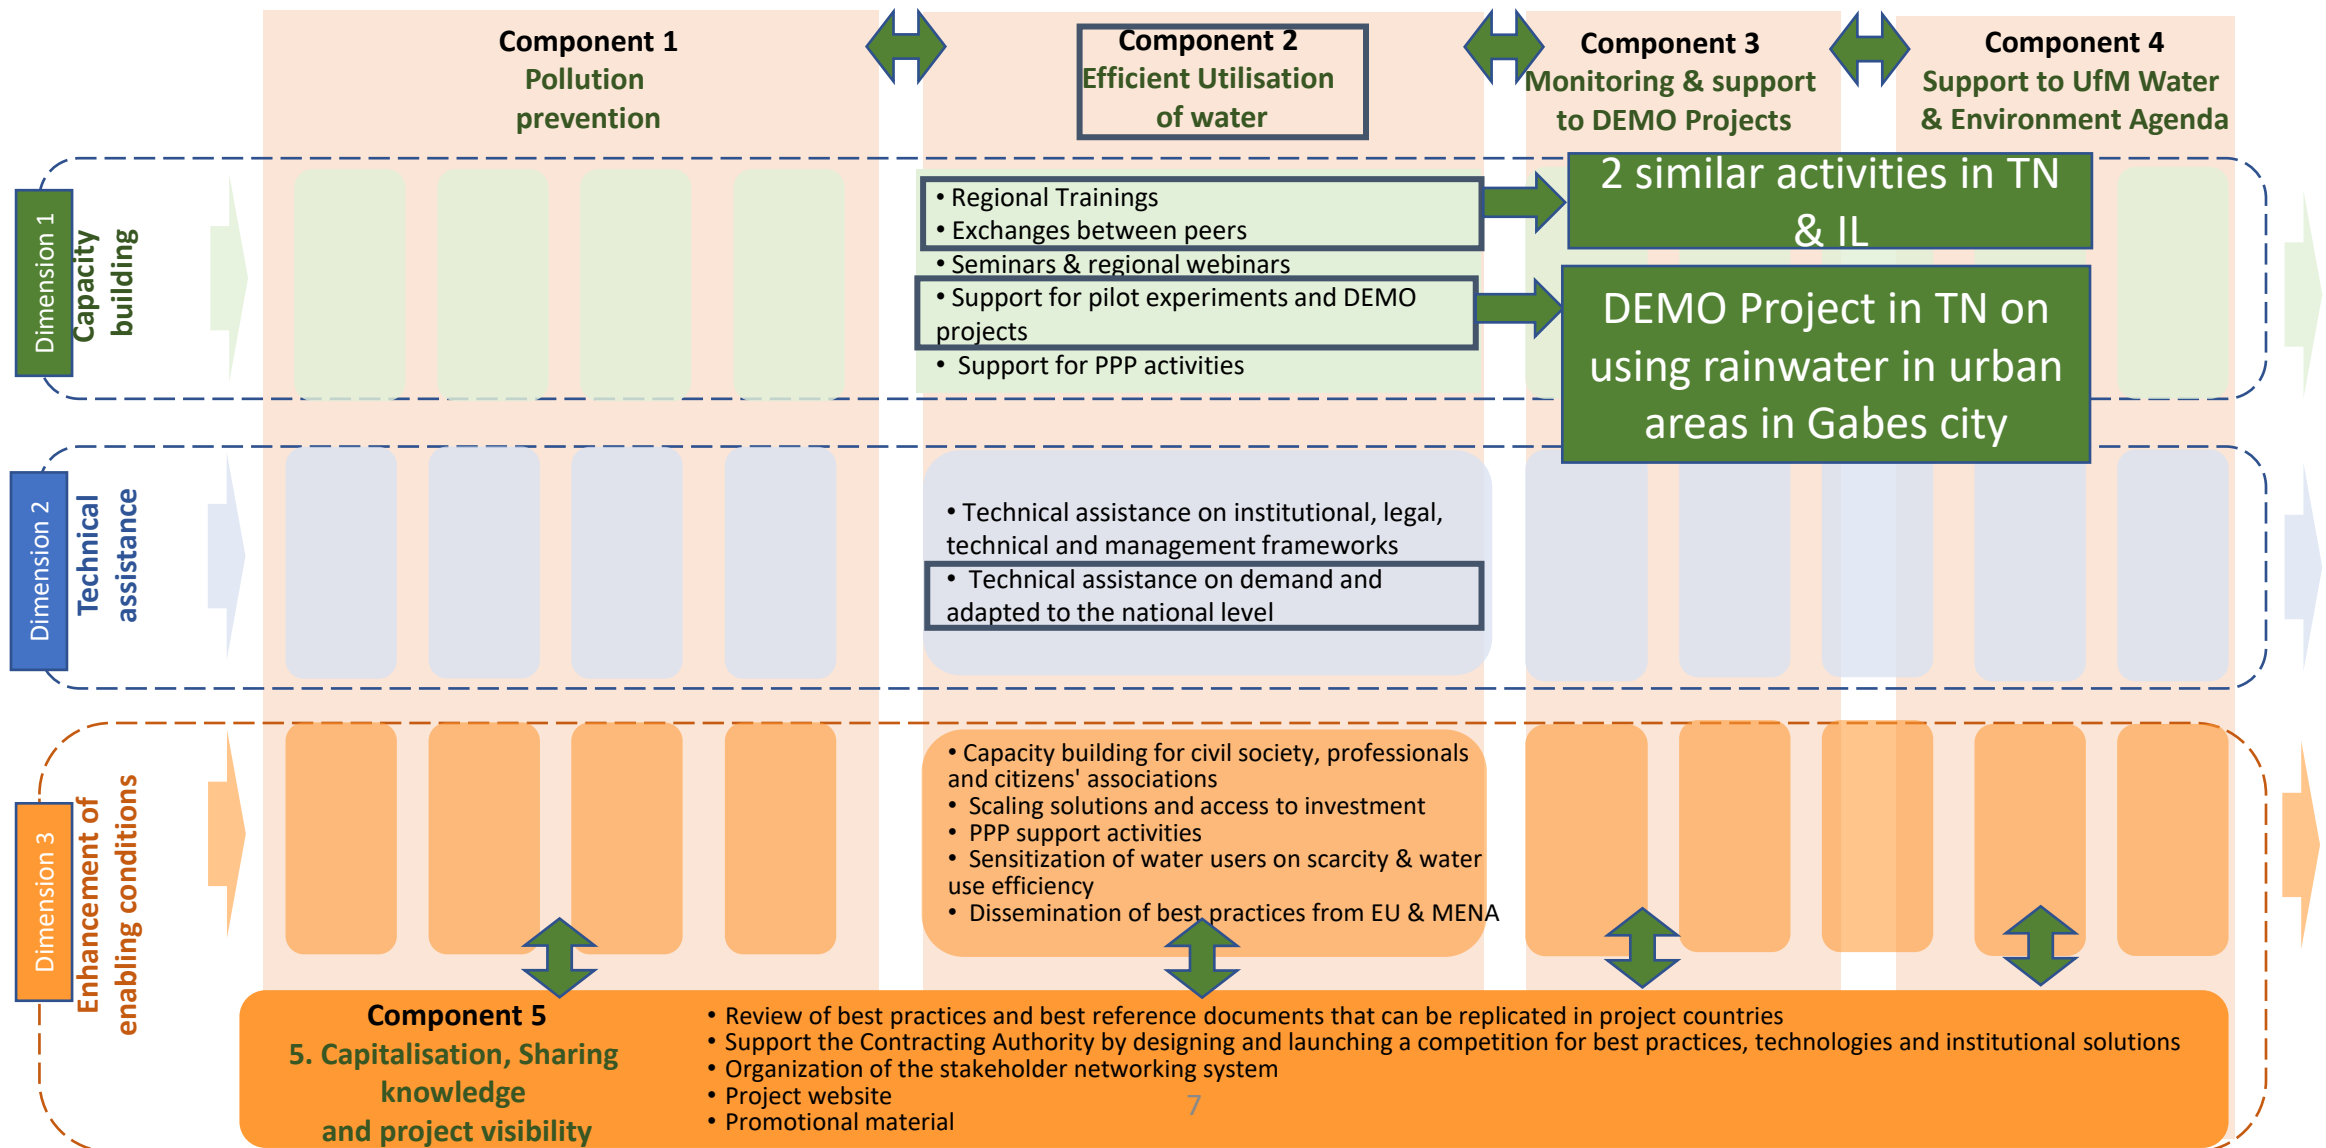 Component 1
Pollution
prevention
Component 2
Efficient Utilisation
of water
Component 3
Monitoring & support
to DEMO Projects
Component 4
Support to UfM Water
& Environment Agenda
Dimension 1
Capacity
building
• Regional Trainings
• Exchanges between peers
• Seminars & regional webinars
• Support for pilot experiments and DEMO
projects
• Support for PPP activities
2 similar activities in TN
& IL
DEMO Project in TN on
using rainwater in urban
areas in Gabes city
Dimension 2
Technical
assistance
• Technical assistance on institutional, legal,
technical and management frameworks
• Technical assistance on demand and
adapted to the national level
Dimension 3
Enhancement of
enabling conditions
• Capacity building for civil society, professionals
and citizens' associations
• Scaling solutions and access to investment
• PPP support activities
• Sensitization of water users on scarcity & water
use efficiency
• Dissemination of best practices from EU & MENA
Component 5
5. Capitalisation, Sharing
knowledge
and project visibility
• Review of best practices and best reference documents that can be replicated in project countries
• Support the Contracting Authority by designing and launching a competition for best practices, technologies and institutional solutions
• Organization of the stakeholder networking system
• Project website
• Promotional material
7